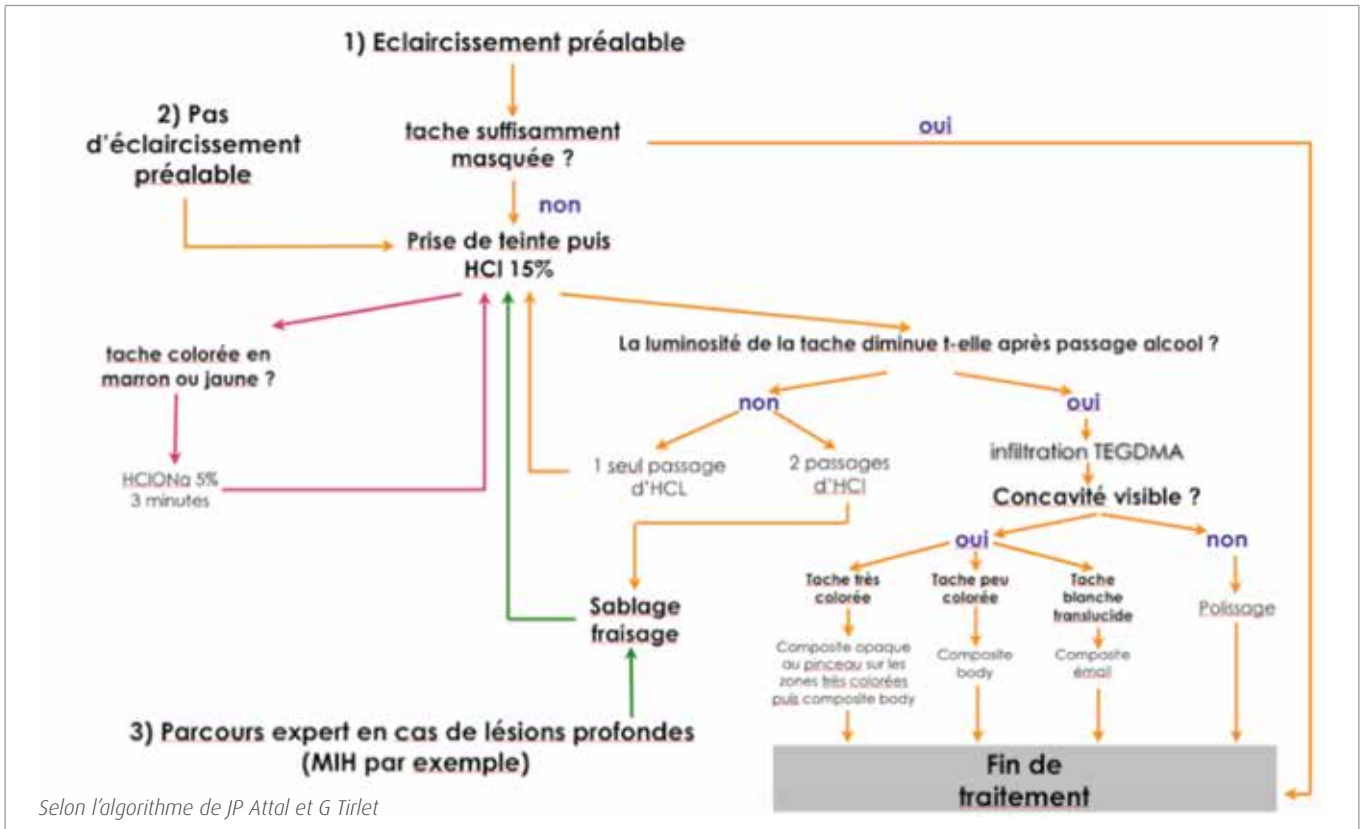 1) Eclaircissement préalable
2) Pas
d'éclaircissement
préalable
tache suffisamment
masquée ?
oui
non
Prise de teinte puis
HCl 15%
tache colorée en
marron ou jaune ?
HClONa 5%
3 minutes
La luminosité de la tache diminue t-elle après passage alcool ?
non
oui
1 seul passage
d'HCL
2 passages
d'HCl
infiltration TEGDMA
Concavité visible ?
oui
non
Sablage
fraisage
Tache très
colorée
Tache peu
colorée
Tache
blanche
translucide
Polissage
Composite opaque
au pinceau sur les
zones très colorées
puis composite body
Composite
body
Composite
émail
3) Parcours expert en cas de lésions profondes
(MIH par exemple)
Fin de
traitement
Selon l'algorithme de JP Attal et G Tirlet